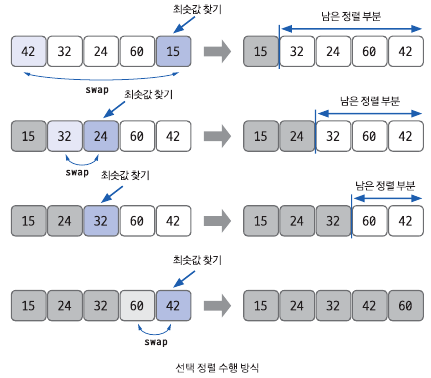 최솟값 찾기
남은 정렬 부분
42 32 24 60 15
15 32 24 60 42
swap
최솟값 찾기
남은 정렬 부분
15 32 24 60 42
15 24 32 60 42
swap
최솟값 찾기
남은 정렬 부분
15 24 32 60 42
15 24 32 60 42
최솟값 찾기
15 24 32 60 42
15 24 32 42 60
swap
선택 정렬 수행 방식